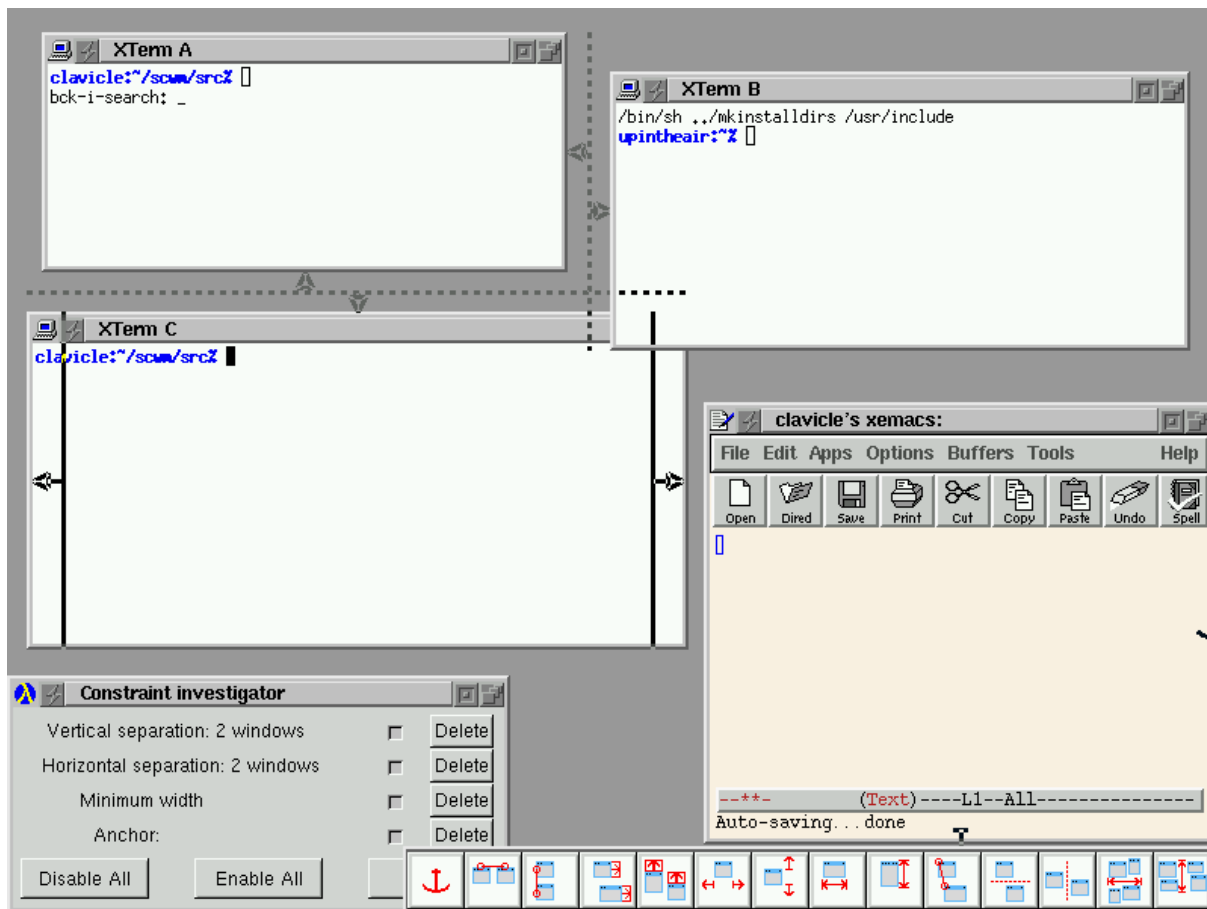 XTerm A
clavicle:~/scwm/src%
bck-i-search: _
XTerm B
/bin/sh ../mkinstalldirs /usr/include
upintheair:~%
XTerm C
clavicle:~/scwm/src%
clavicle's xemacs:
File Edit Apps Options Buffers Tools Help
Open Dired Save Print Cut Copy Paste Undo Spell
--**- (Text)----L1--All----------------
Auto-saving...done
Constraint investigator
Vertical separation: 2 windows Delete
Horizontal separation: 2 windows Delete
Minimum width Delete
Anchor: Delete
Disable All Enable All